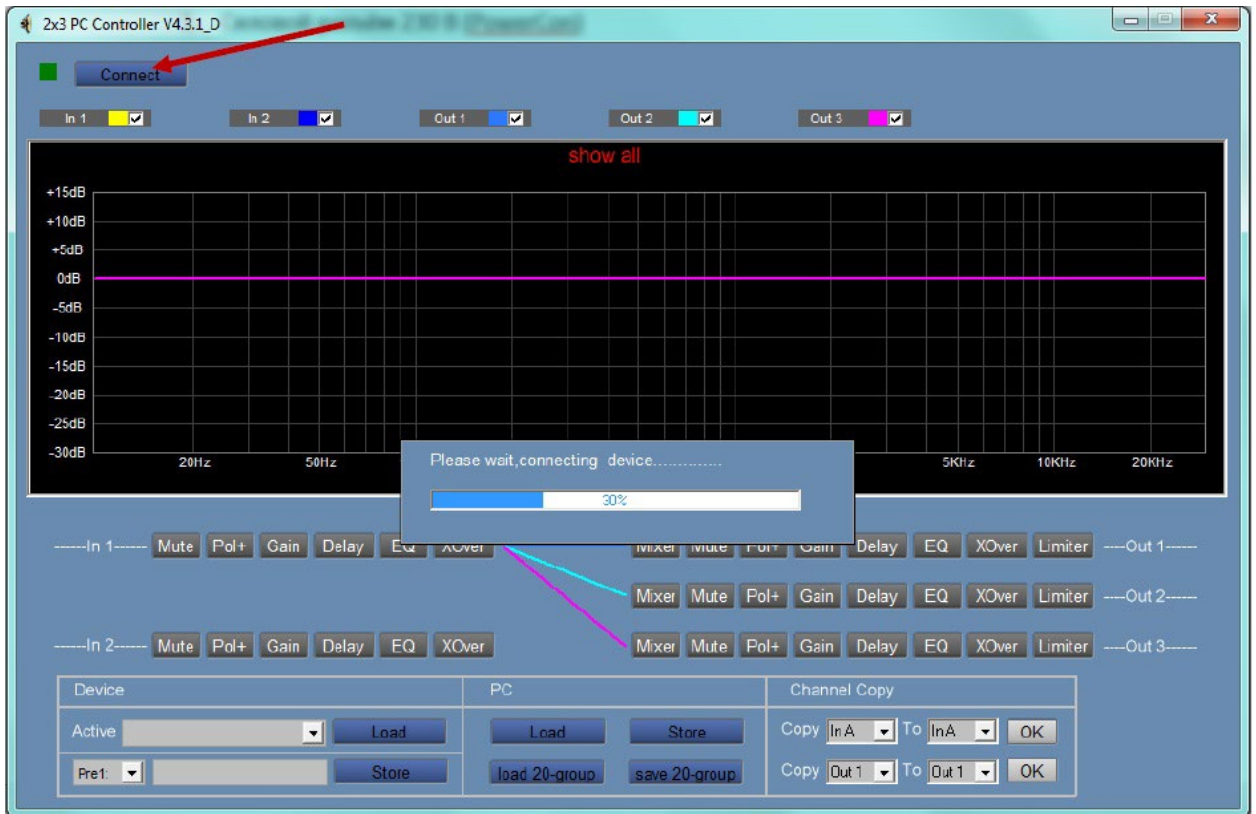 2x3 PC Controller V4.3.1_D
Connect
In 1 In 2 Out 1 Out 2 Out 3
show all
+15dB
+10dB
+5dB
0dB
-5dB
-10dB
-15dB
-20dB
-25dB
-30dB
20Hz 50Hz 5KHz 10KHz 20KHz
Please wait,connecting device..............
30%
------In 1------ Mute Pol+ Gain Delay EQ XOver Mixer Mute Pol+ Gain Delay EQ XOver Limiter ----Out 1------
Mixer Mute Pol+ Gain Delay EQ XOver Limiter ----Out 2------
------In 2------ Mute Pol+ Gain Delay EQ XOver Mixer Mute Pol+ Gain Delay EQ XOver Limiter ----Out 3------
Device PC Channel Copy
Active Load Load Store Copy In A To In A OK
Pre1: Store load 20-group save 20-group Copy Out 1 To Out 1 OK